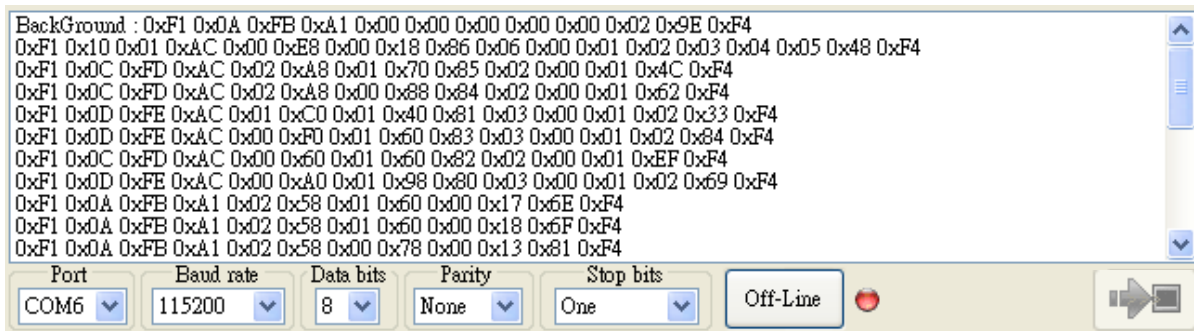 BackGround : 0xF1 0x0A 0xFB 0xA1 0x00 0x00 0x00 0x00 0x00 0x02 0x9E 0xF4
0xF1 0x10 0x01 0xAC 0x00 0xE8 0x00 0x18 0x86 0x06 0x00 0x01 0x02 0x03 0x04 0x05 0x48 0xF4
0xF1 0x0C 0xFD 0xAC 0x02 0xA8 0x01 0x70 0x85 0x02 0x00 0x01 0x4C 0xF4
0xF1 0x0C 0xFD 0xAC 0x02 0xA8 0x00 0x88 0x84 0x02 0x00 0x01 0x62 0xF4
0xF1 0x0D 0xFE 0xAC 0x01 0xC0 0x01 0x40 0x81 0x03 0x00 0x01 0x02 0x33 0xF4
0xF1 0x0D 0xFE 0xAC 0x00 0xF0 0x01 0x60 0x83 0x03 0x00 0x01 0x02 0x84 0xF4
0xF1 0x0C 0xFD 0xAC 0x00 0x60 0x01 0x60 0x82 0x02 0x00 0x01 0xEF 0xF4
0xF1 0x0D 0xFE 0xAC 0x00 0xA0 0x01 0x98 0x80 0x03 0x00 0x01 0x02 0x69 0xF4
0xF1 0x0A 0xFB 0xA1 0x02 0x58 0x01 0x60 0x00 0x17 0x6E 0xF4
0xF1 0x0A 0xFB 0xA1 0x02 0x58 0x01 0x60 0x00 0x18 0x6F 0xF4
0xF1 0x0A 0xFB 0xA1 0x02 0x58 0x00 0x78 0x00 0x13 0x81 0xF4
Port Baud rate Data bits Parity Stop bits
COM6 115200 8 None One Off-Line